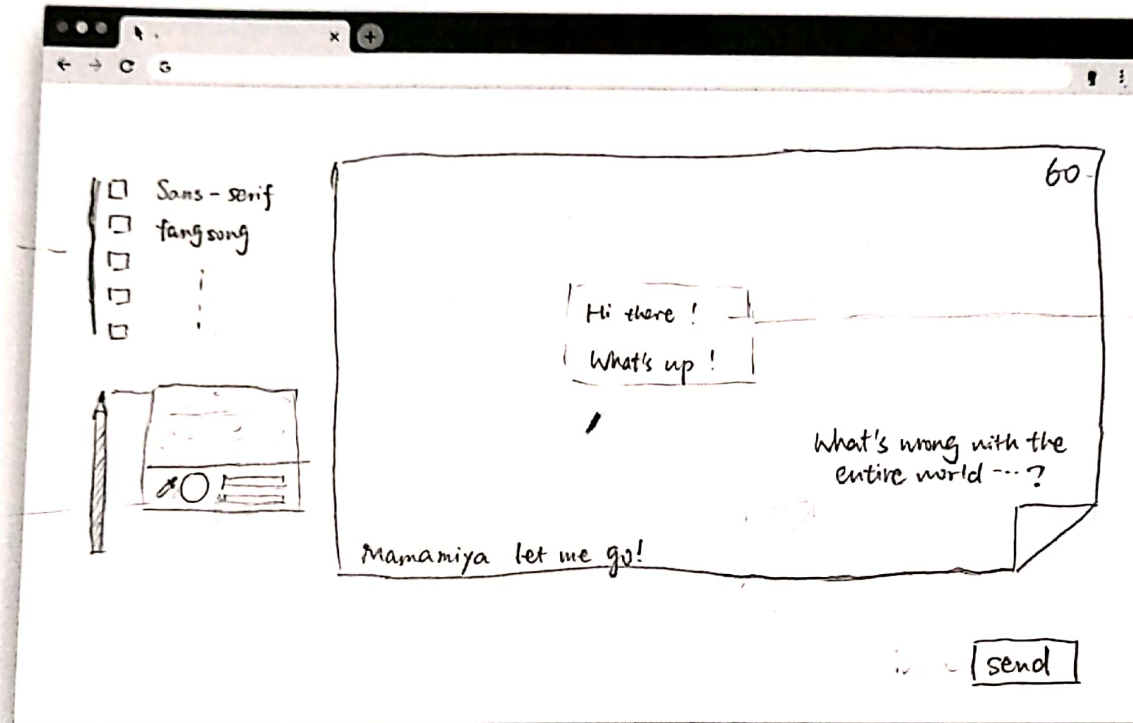 Sans-serif
fangsong
60
Hi there!
What's up!
What's wrong with the
entire world ----?
Mamamiya let me go!
send